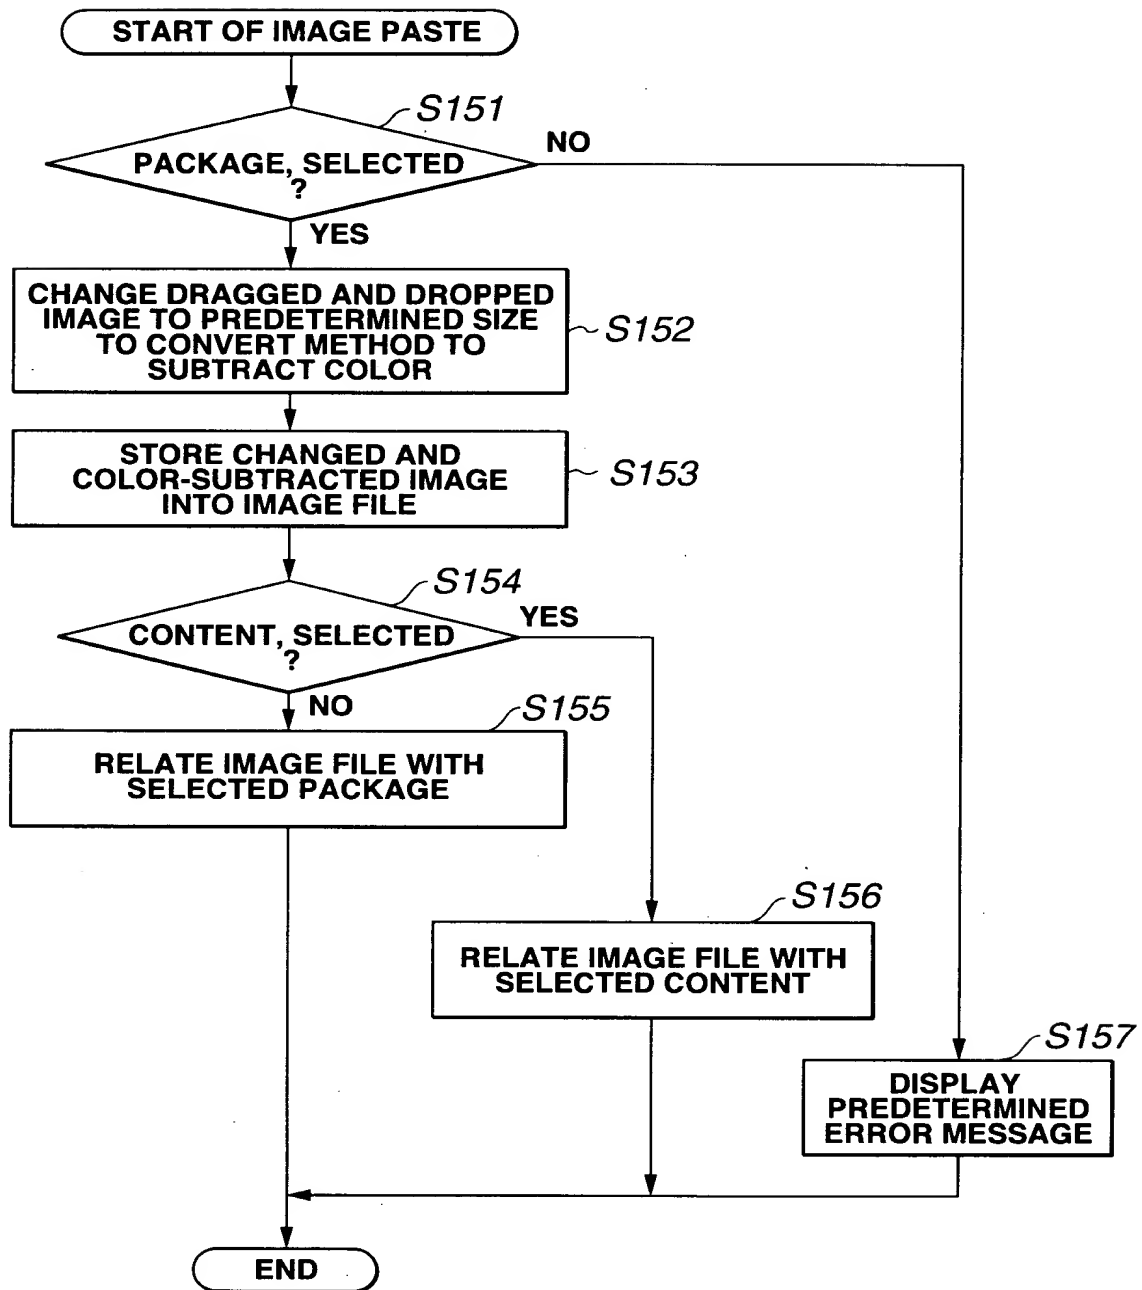 START OF IMAGE PASTE
S151
PACKAGE, SELECTED
?
NO
YES
CHANGE DRAGGED AND DROPPED
IMAGE TO PREDETERMINED SIZE
TO CONVERT METHOD TO
SUBTRACT COLOR
S152
STORE CHANGED AND
COLOR-SUBTRACTED IMAGE
INTO IMAGE FILE
S153
S154
CONTENT, SELECTED
?
YES
NO
S155
RELATE IMAGE FILE WITH
SELECTED PACKAGE
S156
RELATE IMAGE FILE WITH
SELECTED CONTENT
S157
DISPLAY
PREDETERMINED
ERROR MESSAGE
END